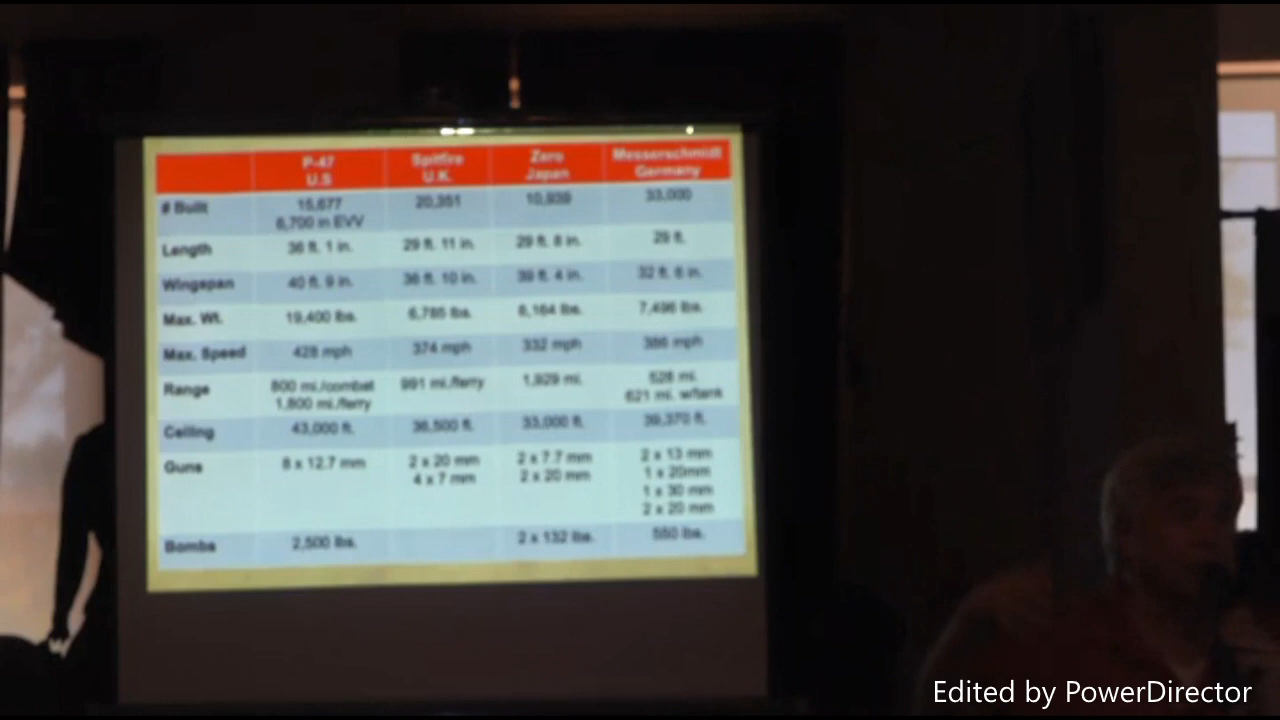 P-47 Spitfire Zero Messerschmidt
U.S U.K. Japan Germany
# Built 15,677 20,351 10,939 33,000
6,700 in EVV
Length 36 ft. 1 in. 29 ft. 11 in. 29 ft. 8 in. 29 ft.
Wingspan 40 ft. 9 in. 36 ft. 10 in. 39 ft. 4 in. 32 ft. 6 in.
Max. Wt. 19,400 lbs. 6,785 lbs. 6,164 lbs. 7,496 lbs.
Max. Speed 428 mph 374 mph 332 mph 386 mph
Range 800 mi./combat 991 mi./ferry 1,929 mi. 528 mi.
1,800 mi./ferry 621 mi. w/tank
Ceiling 43,000 ft. 36,500 ft. 33,000 ft. 39,370 ft.
Guns 8 x 12.7 mm 2 x 20 mm 2 x 7.7 mm 2 x 13 mm
4 x 7 mm 2 x 20 mm 1 x 20mm
1 x 30 mm
2 x 20 mm
Bombs 2,500 lbs. 2 x 132 lbs. 550 lbs.
Edited by PowerDirector